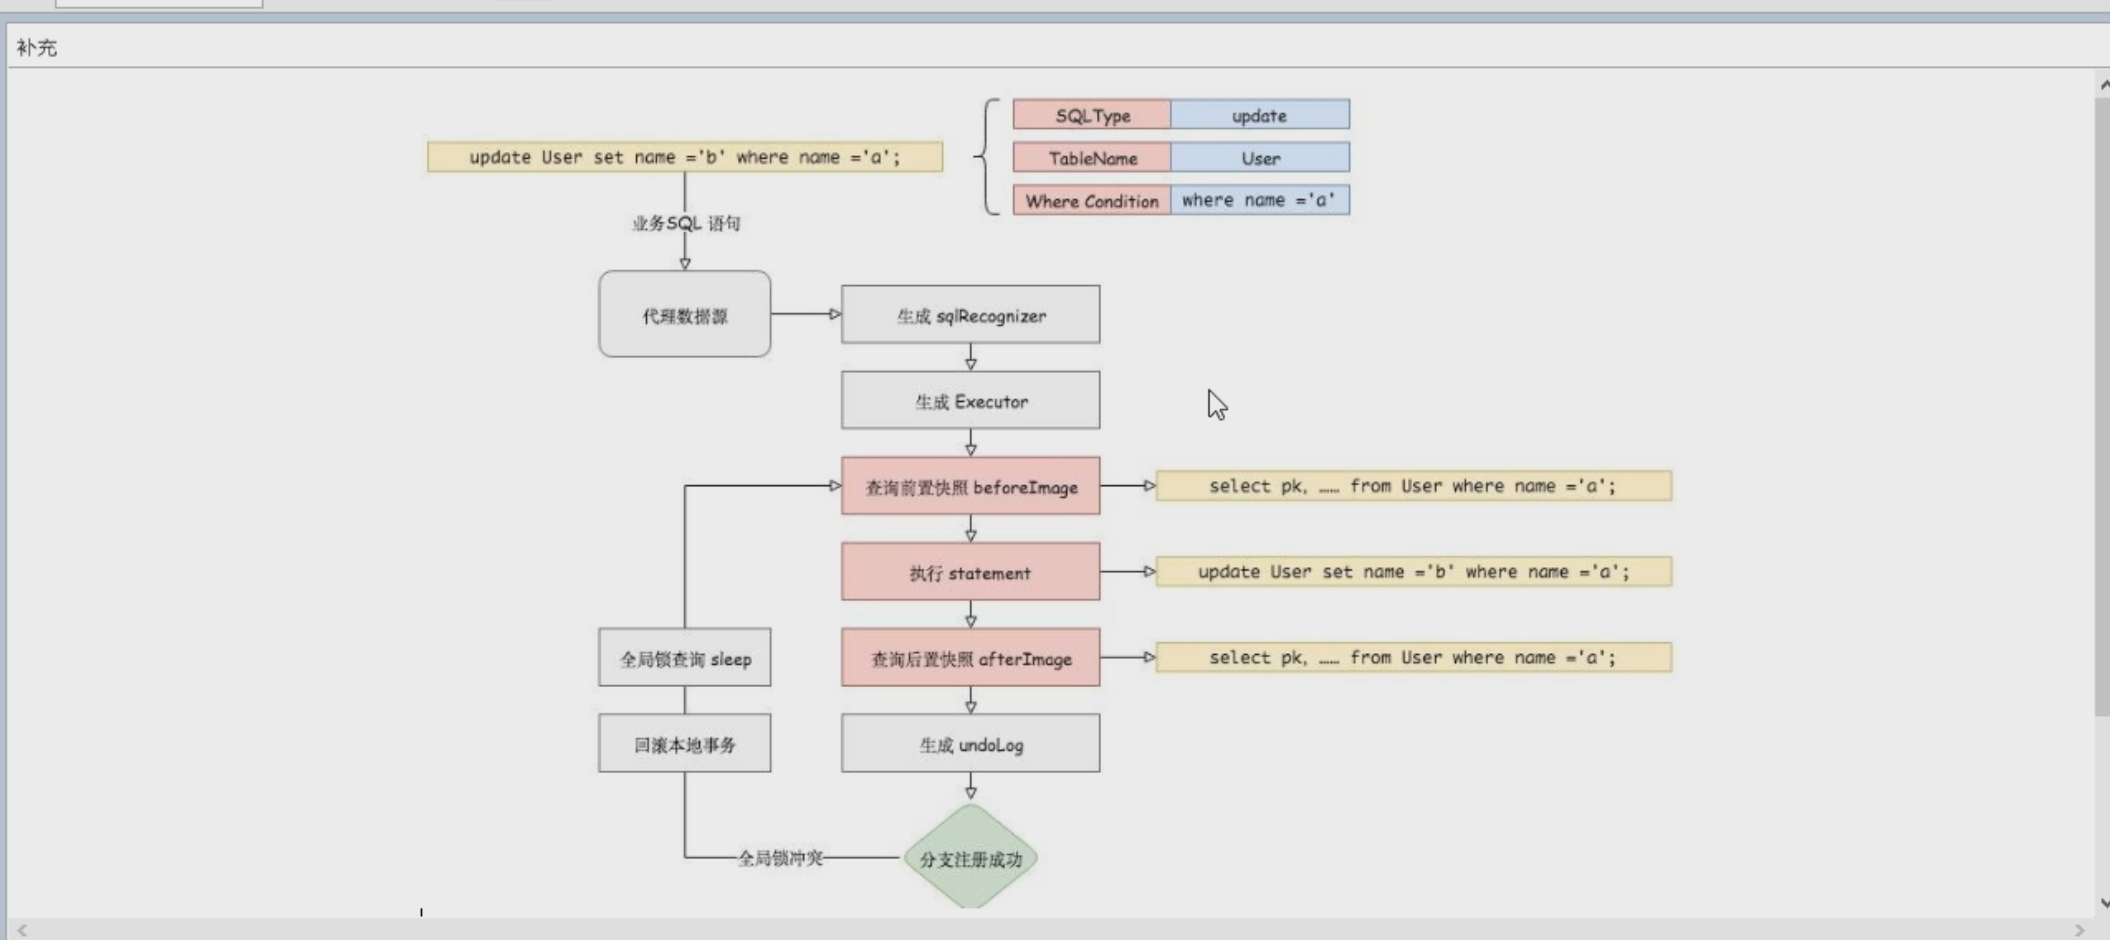 补充
update User set name ='b' where name ='a';
SQLType update
TableName User
Where Condition where name ='a'
业务SQL 语句
代理数据源
生成 sqlRecognizer
生成 Executor
查询前置快照 beforeImage
select pk, …… from User where name ='a';
执行 statement
update User set name ='b' where name ='a';
全局锁查询 sleep
查询后置快照 afterImage
select pk, …… from User where name ='a';
回滚本地事务
生成 undoLog
全局锁冲突
分支注册成功